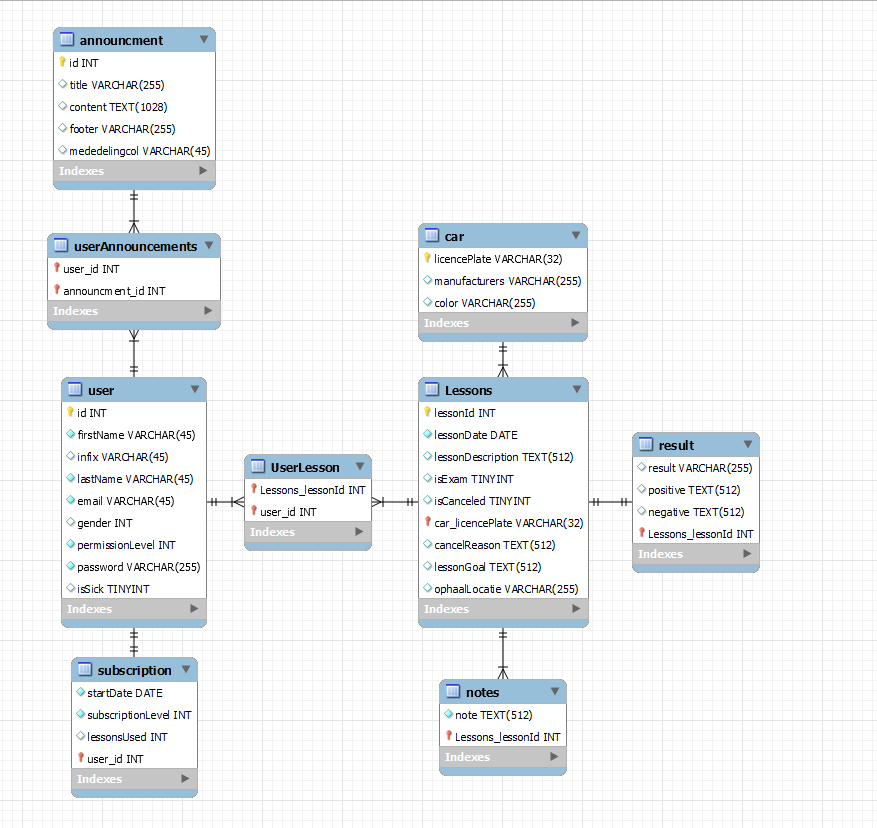 announcment
id INT
title VARCHAR(255)
content TEXT(1028)
footer VARCHAR(255)
mededelingcol VARCHAR(45)
Indexes
userAnnouncements
user_id INT
announcment_id INT
Indexes
user
id INT
firstName VARCHAR(45)
infix VARCHAR(45)
lastName VARCHAR(45)
email VARCHAR(45)
gender INT
permissionLevel INT
password VARCHAR(255)
isSick TINYINT
Indexes
subscription
startDate DATE
subscriptionLevel INT
lessonsUsed INT
user_id INT
Indexes
UserLesson
Lessons_lessonId INT
user_id INT
Indexes
car
licencePlate VARCHAR(32)
manufacturers VARCHAR(255)
color VARCHAR(255)
Indexes
Lessons
lessonId INT
lessonDate DATE
lessonDescription TEXT(512)
isExam TINYINT
isCanceled TINYINT
car_licencePlate VARCHAR(32)
cancelReason TEXT(512)
lessonGoal TEXT(512)
ophaalLocatie VARCHAR(255)
Indexes
notes
note TEXT(512)
Lessons_lessonId INT
Indexes
result
result VARCHAR(255)
positive TEXT(512)
negative TEXT(512)
Lessons_lessonId INT
Indexes